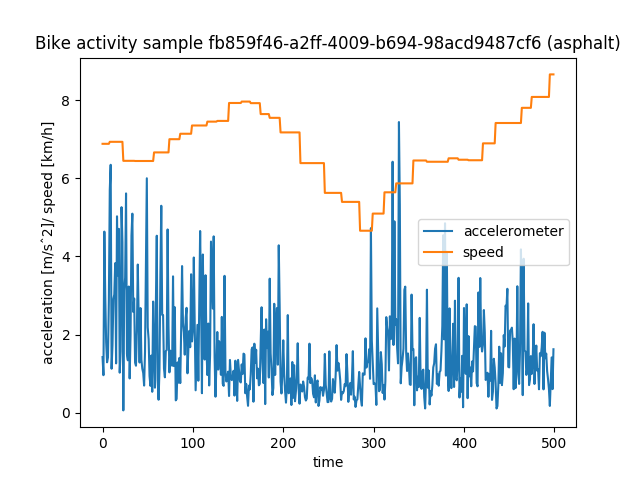 Bike activity sample fb859f46-a2ff-4009-b694-98acd9487cf6 (asphalt)
acceleration [m/s^2]/ speed [km/h]
8
6
4
2
0
accelerometer
speed
0 100 200 300 400 500
time